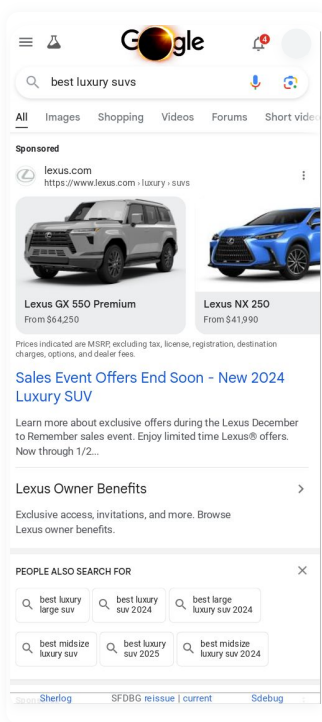 Google
4
best luxury suvs
All Images Shopping Videos Forums Short video
Sponsored
lexus.com
https://www.lexus.com › luxury › suvs
Lexus GX 550 Premium
From $64,250
Lexus NX 250
From $41,990
Prices indicated are MSRP, excluding tax, license, registration, destination
charges, options, and dealer fees.
Sales Event Offers End Soon - New 2024
Luxury SUV
Learn more about exclusive offers during the Lexus December
to Remember sales event. Enjoy limited time Lexus® offers.
Now through 1/2...
Lexus Owner Benefits
Exclusive access, invitations, and more. Browse
Lexus owner benefits.
PEOPLE ALSO SEARCH FOR
best luxury
large suv
best luxury
suv 2024
best large
luxury suv 2024
best midsize
luxury suv
best luxury
suv 2025
best midsize
luxury suv 2024
Sherlog SFDBG reissue | current Sdebug